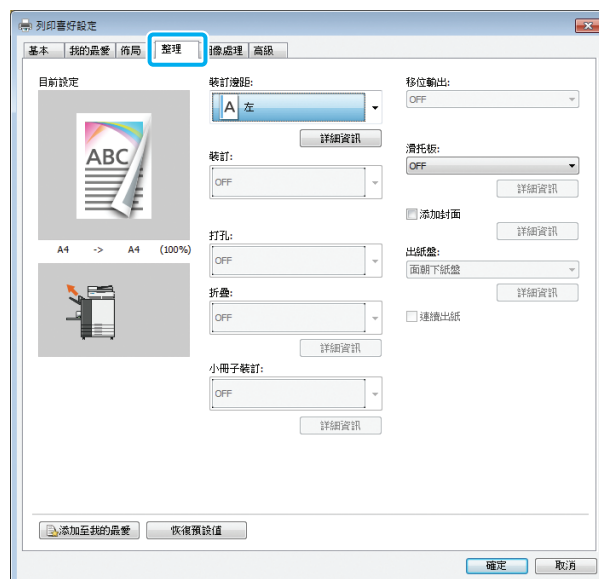 列印喜好設定
基本 我的最愛 佈局 整理 影像處理 高級
目前設定
ABC
A4 -> A4 (100%)
裝訂邊距:
A 左
詳細資訊
裝訂:
OFF
打孔:
OFF
折疊:
OFF
詳細資訊
小冊子裝訂:
OFF
詳細資訊
移位輸出:
OFF
滑托板:
OFF
詳細資訊
添加封面
詳細資訊
出紙盤:
面朝下紙盤
詳細資訊
連續出紙
添加至我的最愛 恢復預設值
確定 取消